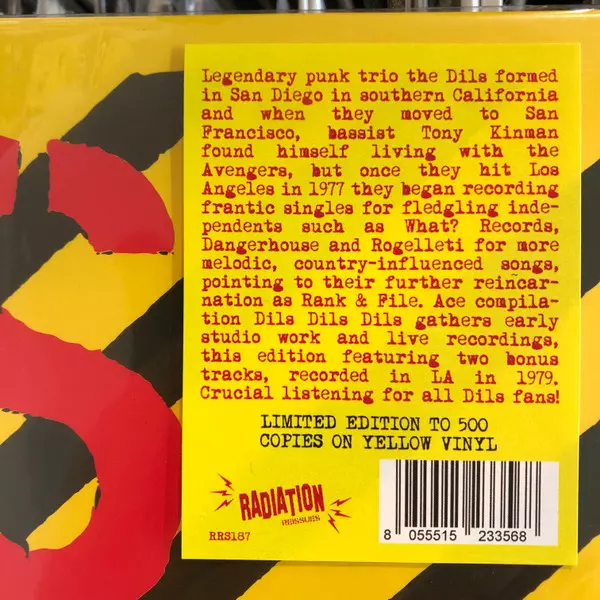 Legendary punk trio the Dils formed
in San Diego in southern California
and when they moved to San
Francisco, bassist Tony Kinman
found himself living with the
Avengers, but once they hit Los
Angeles in 1977 they began recording
frantic singles for fledgling inde-
pendents such as What? Records,
Dangerhouse and Rogelleti for more
melodic, country-influenced songs,
pointing to their further reincar-
nation as Rank & File. Ace compila-
tion Dils Dils Dils gathers early
studio work and live recordings,
this edition featuring two bonus
tracks, recorded in LA in 1979.
Crucial listening for all Dils fans!
LIMITED EDITION TO 500
COPIES ON YELLOW VINYL
RADIATION
REISSUES
RRS187
8 055515 233568